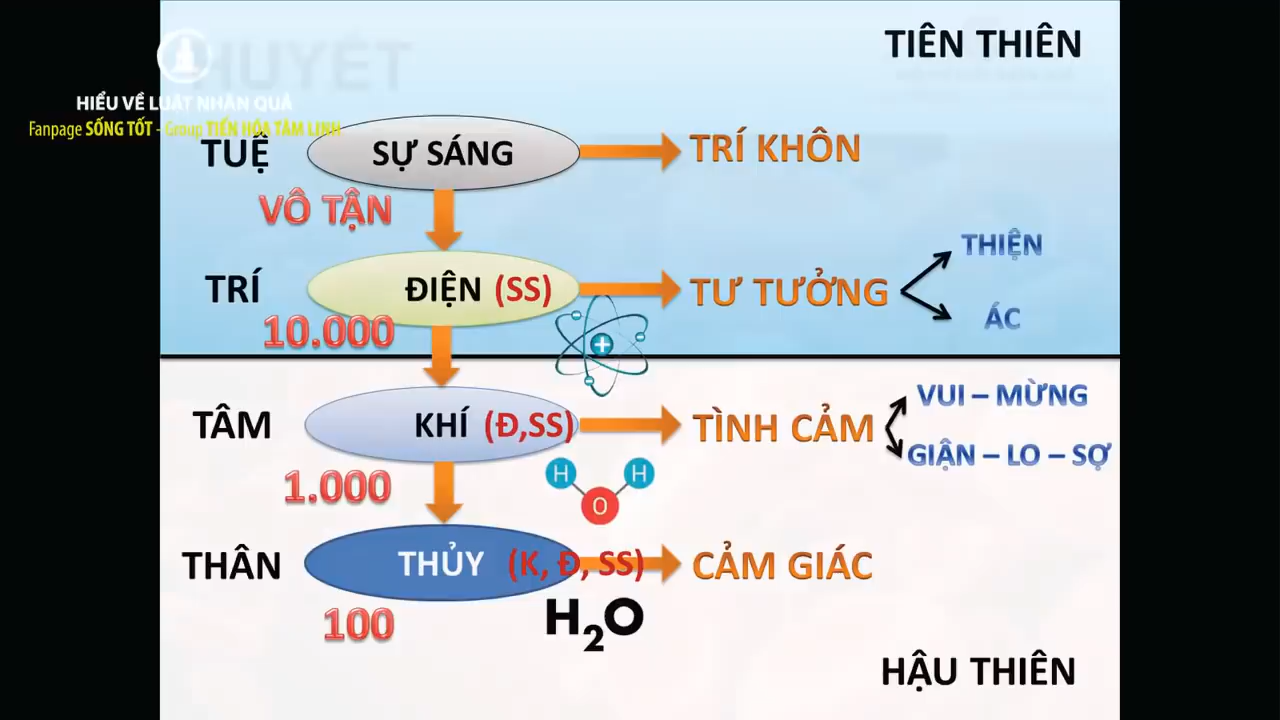 TIÊN THIÊN
HUYẾT
HIỂU VỀ LUẬT NHÂN QUẢ
Fanpage SỐNG TỐT - Group TIẾN HÓA TÂM LINH
TUỆ SỰ SÁNG TRÍ KHÔN
VÔ TẬN
THIỆN
TRÍ ĐIỆN (SS) TƯ TƯỞNG
ÁC
10.000
+
VUI – MỪNG
TÂM KHÍ (Đ,SS) TÌNH CẢM
GIẬN – LO – SỢ
H H
1.000
O
THÂN THỦY (K, Đ, SS) CẢM GIÁC
100
H2O
HẬU THIÊN